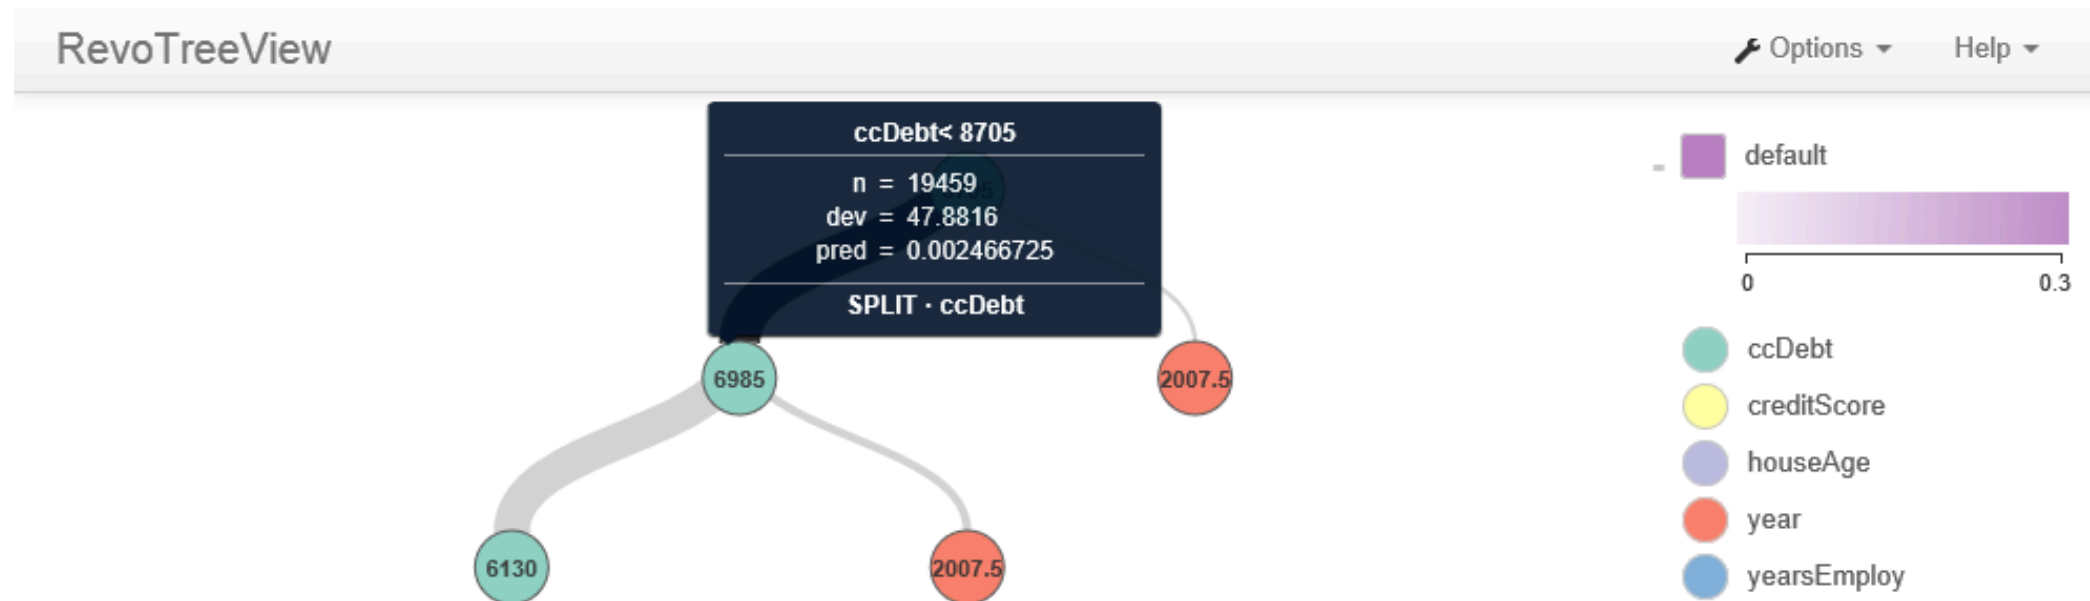 RevoTreeView
Options
Help
ccDebt< 8705
n = 19459
dev = 47.8816
pred = 0.002466725
SPLIT · ccDebt
default
0 0.3
6985
2007.5
ccDebt
creditScore
houseAge
year
6130
2007.5
yearsEmploy